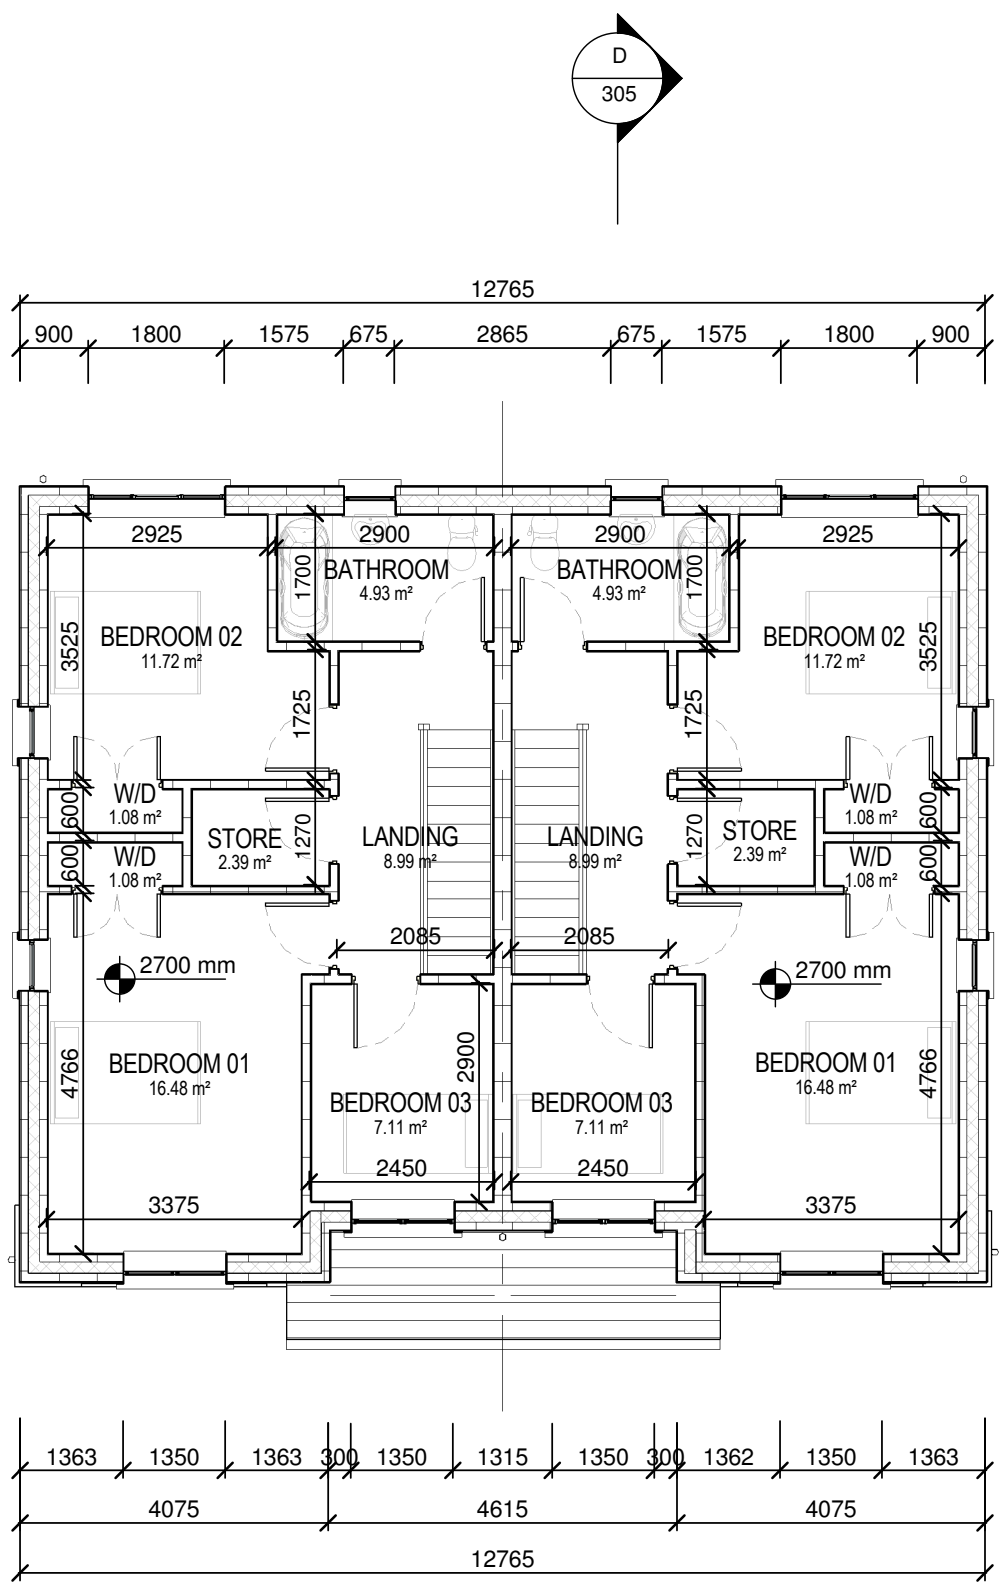 D
305
12765
900 1800 1575 675 2865 675 1575 1800 900
2925 2900 2900 2925
BATHROOM BATHROOM
4.93 m² 1700 4.93 m² 1700
BEDROOM 02 BEDROOM 02
11.72 m² 11.72 m²
3525 3525
1725 1725
W/D W/D
1.08 m² 1.08 m²
600 600
STORE LANDING LANDING STORE
2.39 m² 8.99 m² 8.99 m² 2.39 m²
1270 1270
W/D W/D
1.08 m² 1.08 m²
600 600
2085 2085
2700 mm 2700 mm
BEDROOM 01 BEDROOM 01
16.48 m² 16.48 m²
4766 2900 4766
BEDROOM 03 BEDROOM 03
7.11 m² 7.11 m²
2450 2450
3375 3375
1363 1350 1363 300 1350 1315 1350 300 1362 1350 1363
4075 4615 4075
12765